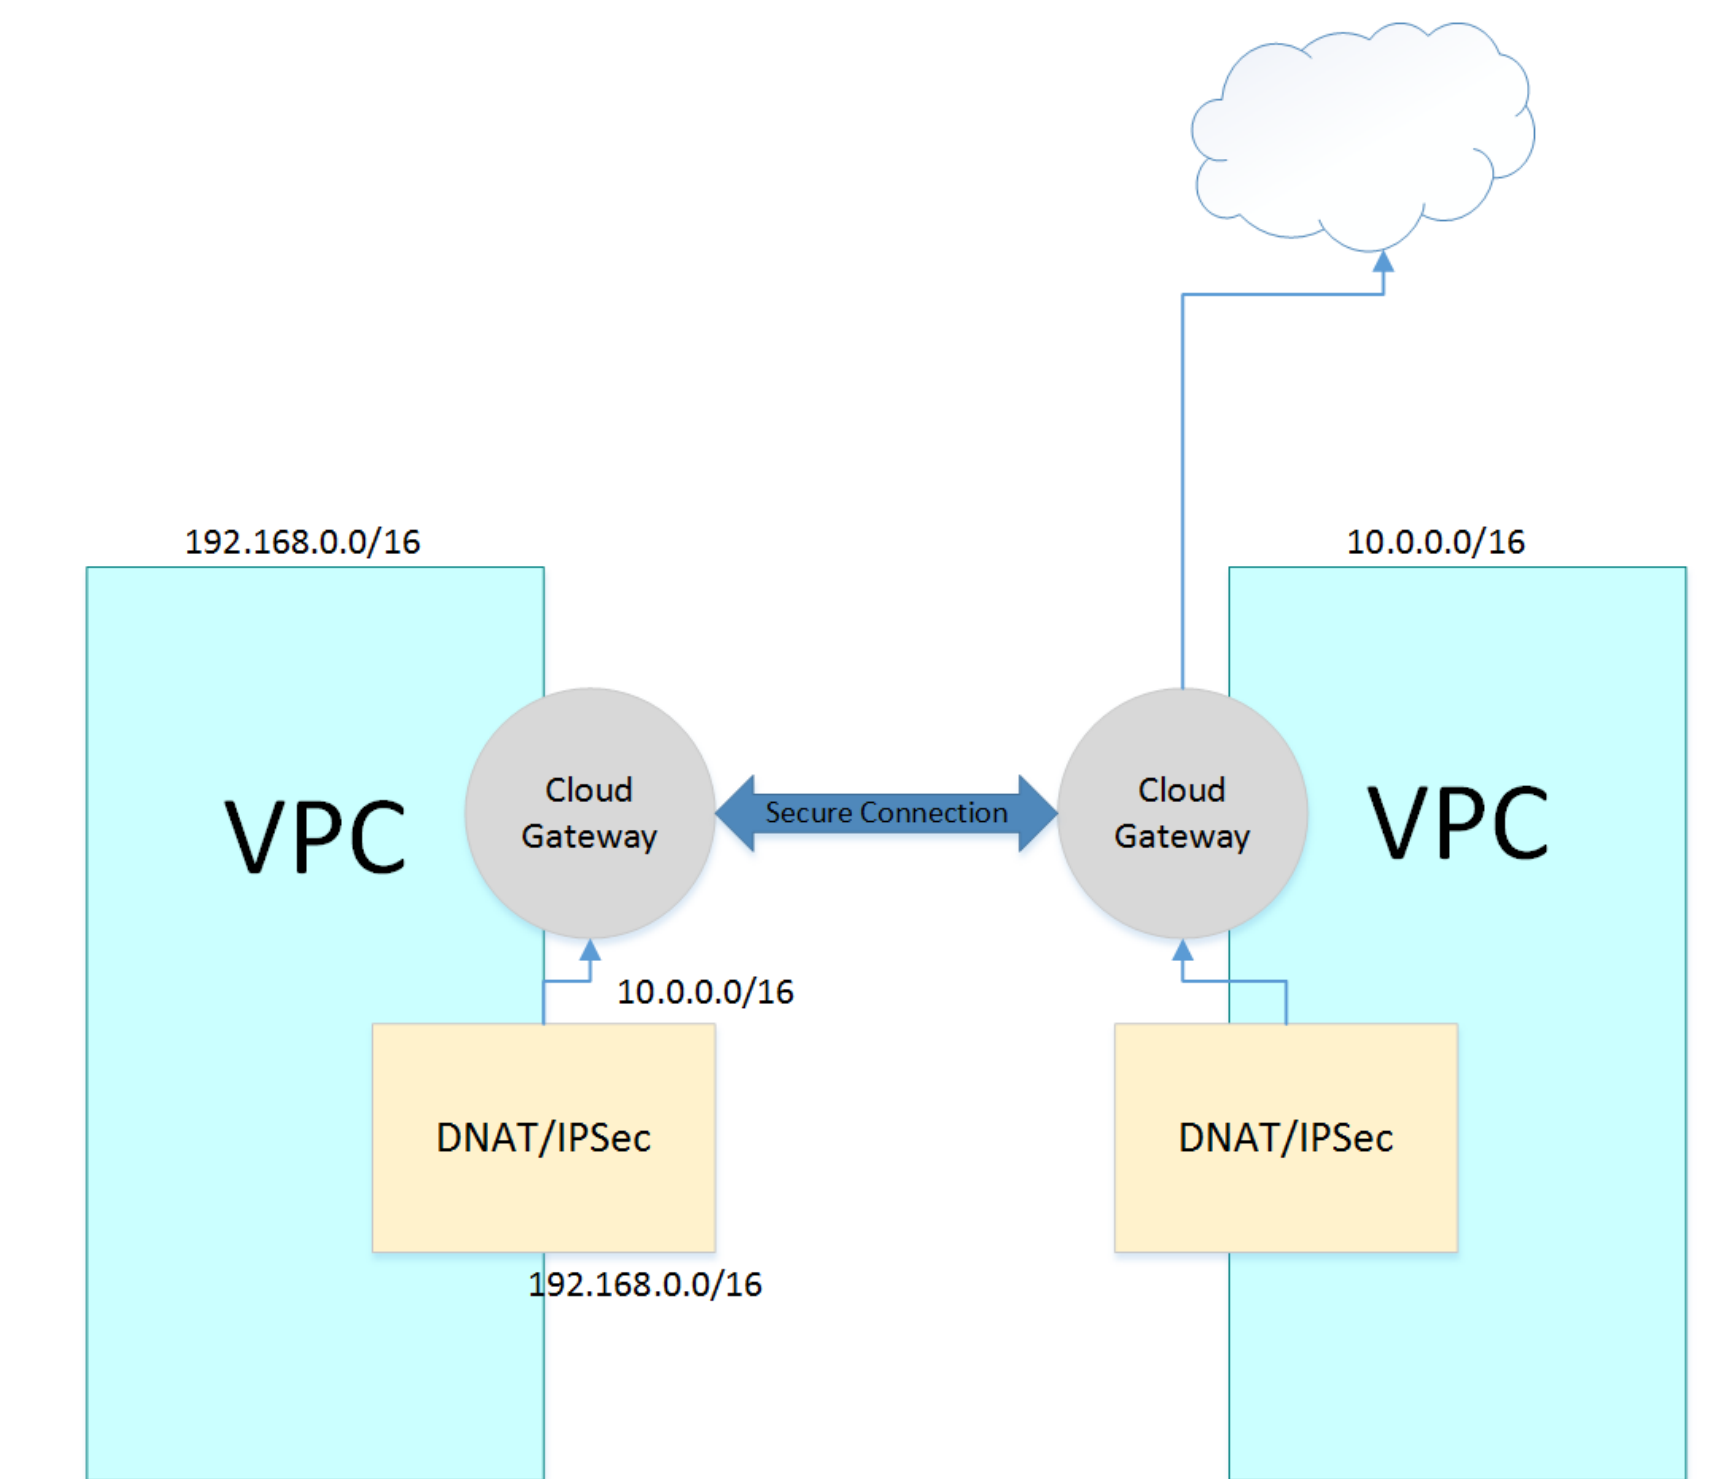 192.168.0.0/16
10.0.0.0/16
VPC
Cloud
Gateway
Secure Connection
Cloud
Gateway
VPC
10.0.0.0/16
DNAT/IPSec
DNAT/IPSec
192.168.0.0/16